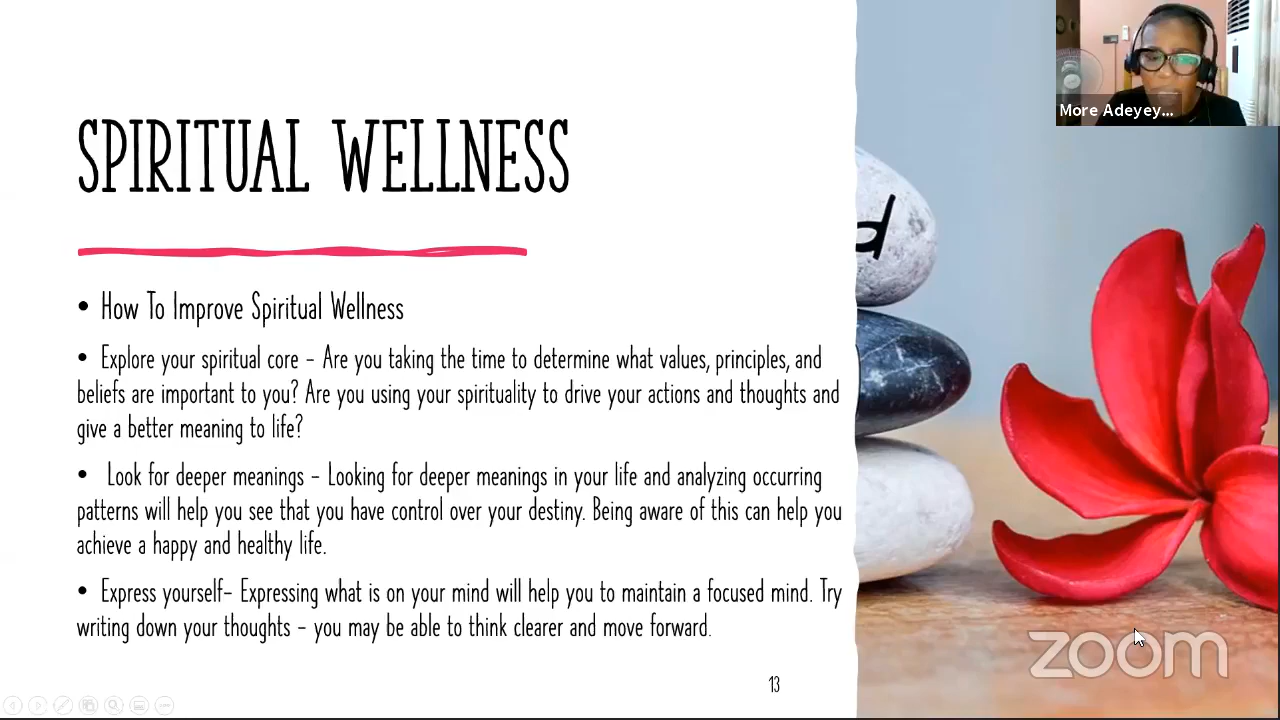 More Adeyey...
SPIRITUAL WELLNESS
• How To Improve Spiritual Wellness
• Explore your spiritual core – Are you taking the time to determine what values, principles, and
beliefs are important to you? Are you using your spirituality to drive your actions and thoughts and
give a better meaning to life?
• Look for deeper meanings – Looking for deeper meanings in your life and analyzing occurring
patterns will help you see that you have control over your destiny. Being aware of this can help you
achieve a happy and healthy life.
• Express yourself– Expressing what is on your mind will help you to maintain a focused mind. Try
writing down your thoughts – you may be able to think clearer and move forward.
d
zoom
13